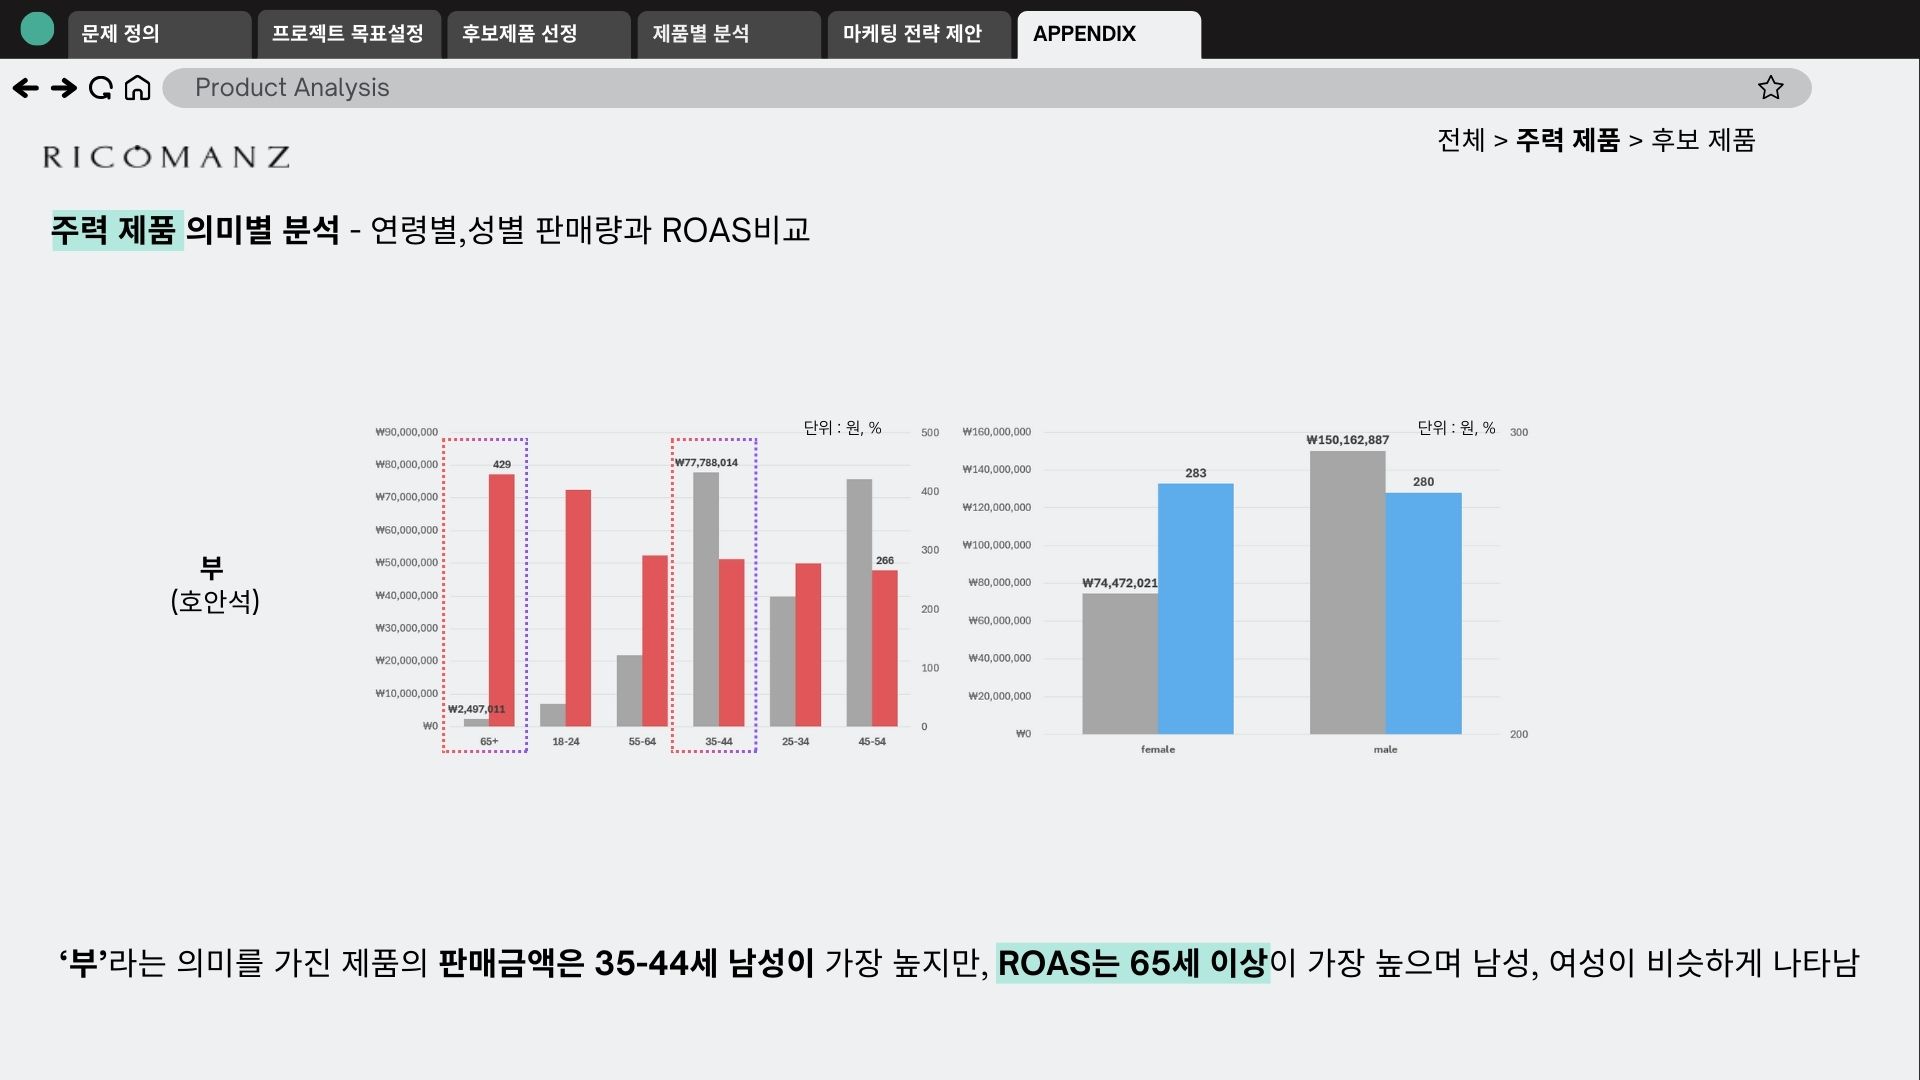 문제 정의
프로젝트 목표설정
후보제품 선정
제품별 분석
마케팅 전략 제안
APPENDIX
Product Analysis
RICOMANZ
전체 > 주력 제품 > 후보 제품
주력 제품 의미별 분석 - 연령별,성별 판매량과 ROAS비교
부
(호안석)
단위 : 원, %
₩90,000,000
₩80,000,000
₩70,000,000
₩60,000,000
₩50,000,000
₩40,000,000
₩30,000,000
₩20,000,000
₩10,000,000
₩0
500
400
300
200
100
0
429
₩2,497,011
₩77,788,014
266
65+
18-24
55-64
35-44
25-34
45-54
단위 : 원, %
₩160,000,000
₩140,000,000
₩120,000,000
₩100,000,000
₩80,000,000
₩60,000,000
₩40,000,000
₩20,000,000
₩0
300
200
₩74,472,021
283
₩150,162,887
280
female
male
‘부’라는 의미를 가진 제품의 판매금액은 35-44세 남성이 가장 높지만, ROAS는 65세 이상이 가장 높으며 남성, 여성이 비슷하게 나타남